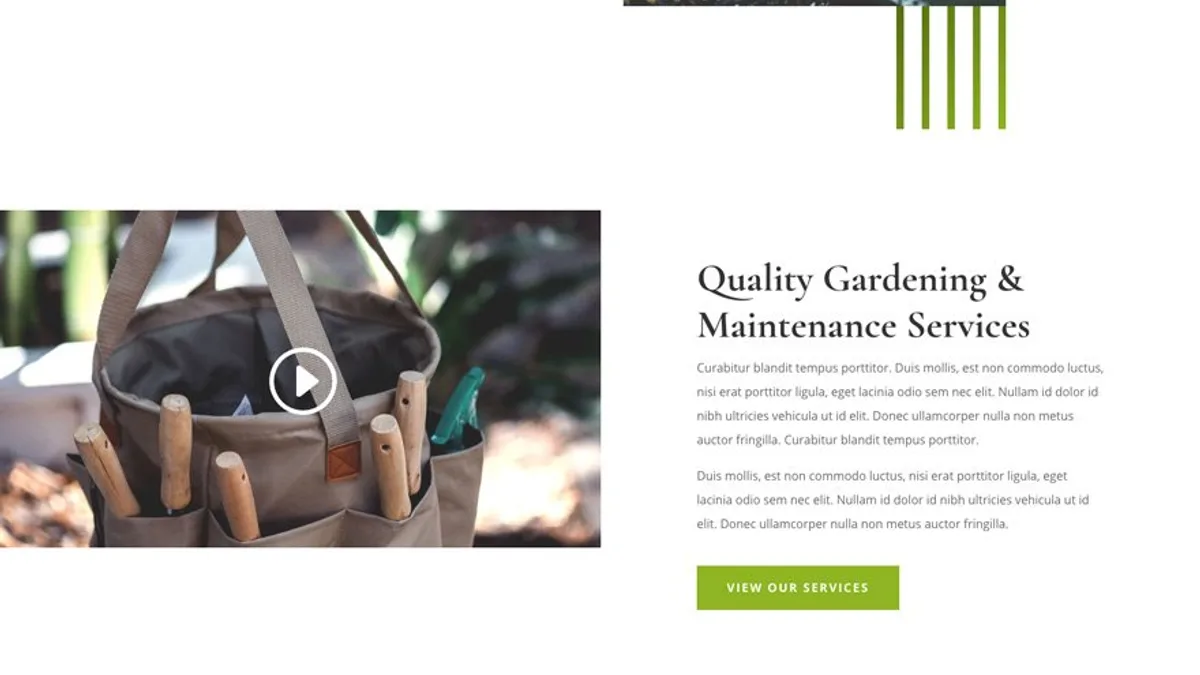 Quality Gardening &
Maintenance Services
Curabitur blandit tempus porttitor. Duis mollis, est non commodo luctus,
nisi erat porttitor ligula, eget lacinia odio sem nec elit. Nullam id dolor id
nibh ultricies vehicula ut id elit. Donec ullamcorper nulla non metus
auctor fringilla. Curabitur blandit tempus porttitor.
Duis mollis, est non commodo luctus, nisi erat porttitor ligula, eget
lacinia odio sem nec elit. Nullam id dolor id nibh ultricies vehicula ut id
elit. Donec ullamcorper nulla non metus auctor fringilla.
VIEW OUR SERVICES